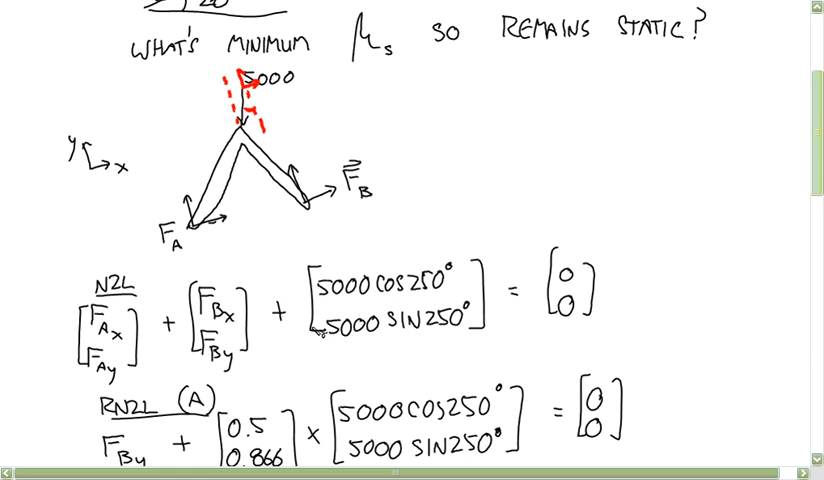 WHAT'S MINIMUM μs SO REMAINS STATIC?
5000
y
x
F_B
F_A
N2L
[F_Ax F_Ay] + [F_Bx F_By] + [5000 cos 250° 5000 SIN 250°] = [0 0]
RN2L (A)
F_By + [0.5 0.866] × [5000 cos 250° 5000 SIN 250°] = [0 0]